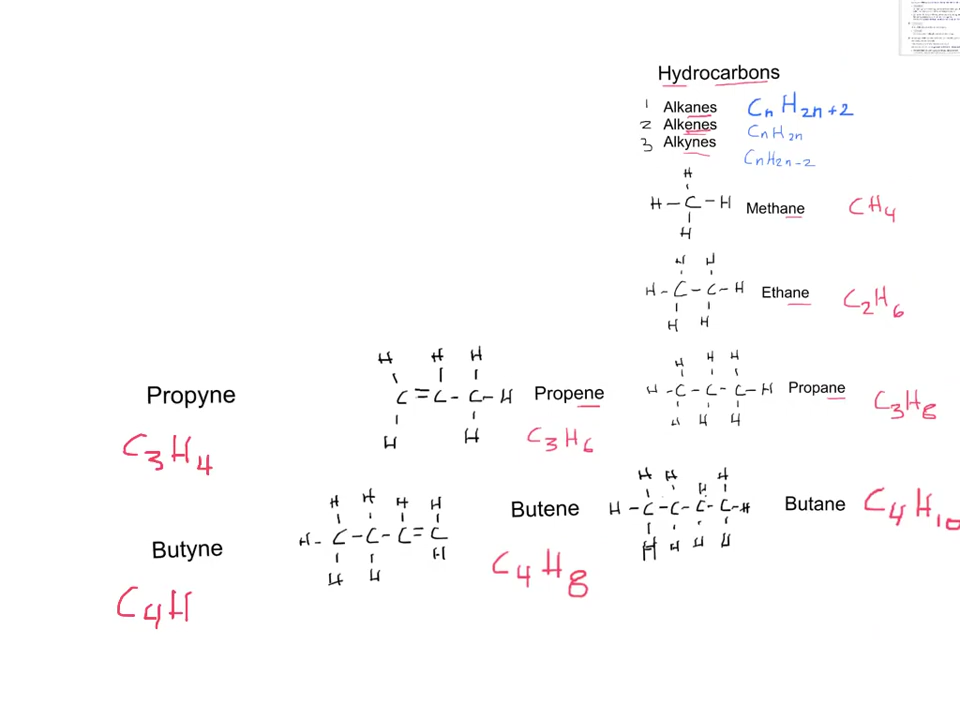 Hydrocarbons
1 Alkanes CnH2n+2
2 Alkenes CnH2n
3 Alkynes CnH2n-2
H
H-C-H Methane CH4
H
H H
H-C-C-H Ethane C2H6
H H
H H H
H-C-C-C-H Propane C3H8
H H H
H H H
C=C-C-H Propene C3H6
H H
Propyne
C3H4
H H H H
H-C-C-C-C-H Butane C4H10
H H H H
H H H H
H-C-C-C=C Butene
H H H
C4H8
Butyne
C4H